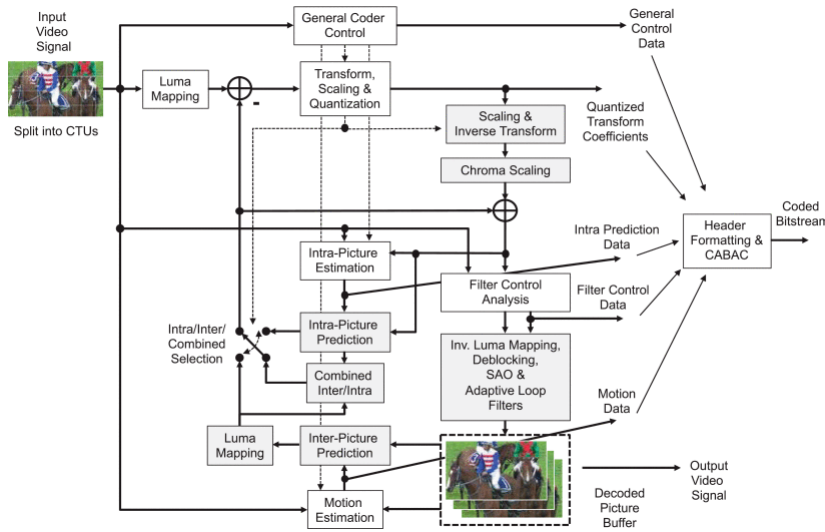 Input
Video
Signal
Split into CTUs
Luma
Mapping
-
General Coder
Control
Transform,
Scaling &
Quantization
General
Control
Data
Scaling &
Inverse Transform
Quantized
Transform
Coefficients
Chroma Scaling
Coded
Bitstream
Header
Formatting &
CABAC
Intra Prediction
Data
Intra-Picture
Estimation
Filter Control
Analysis
Filter Control
Data
Intra/Inter/
Combined
Selection
Intra-Picture
Prediction
Inv. Luma Mapping,
Deblocking,
SAO &
Adaptive Loop
Filters
Combined
Inter/Intra
Motion
Data
Luma
Mapping
Inter-Picture
Prediction
Motion
Estimation
Decoded
Picture
Buffer
Output
Video
Signal